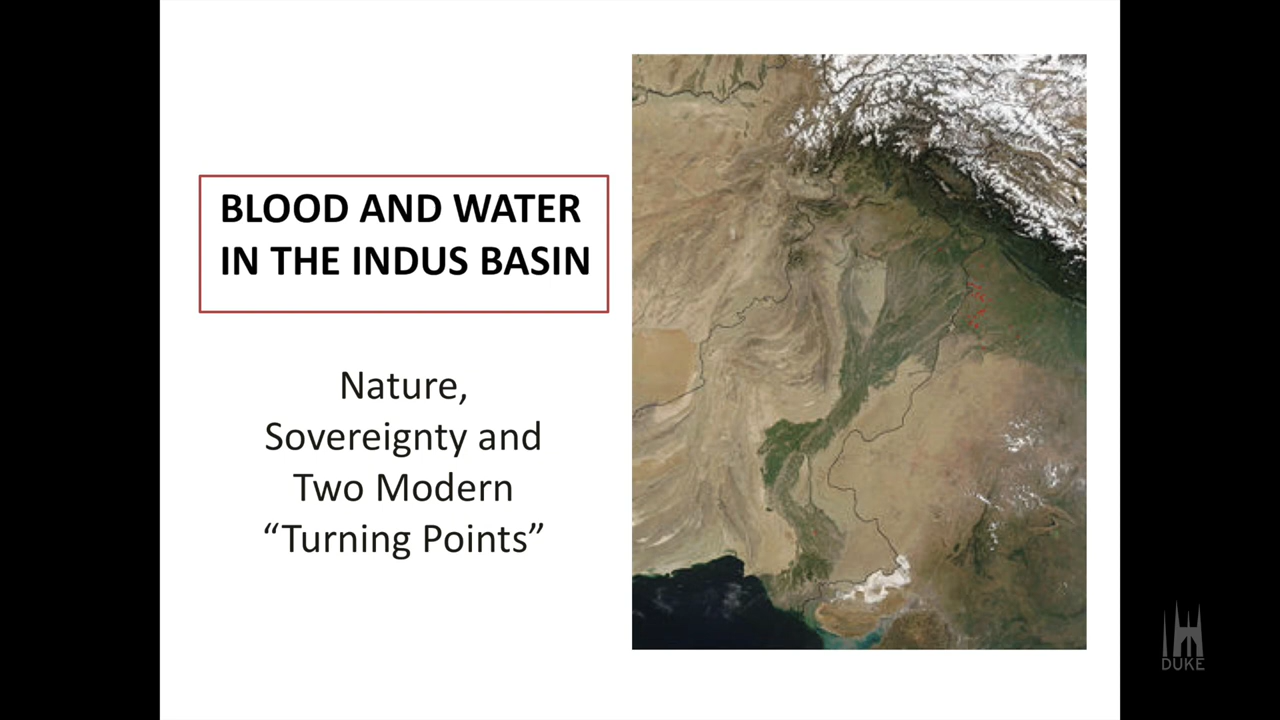 BLOOD AND WATER
IN THE INDUS BASIN
Nature,
Sovereignty and
Two Modern
“Turning Points”
DUKE